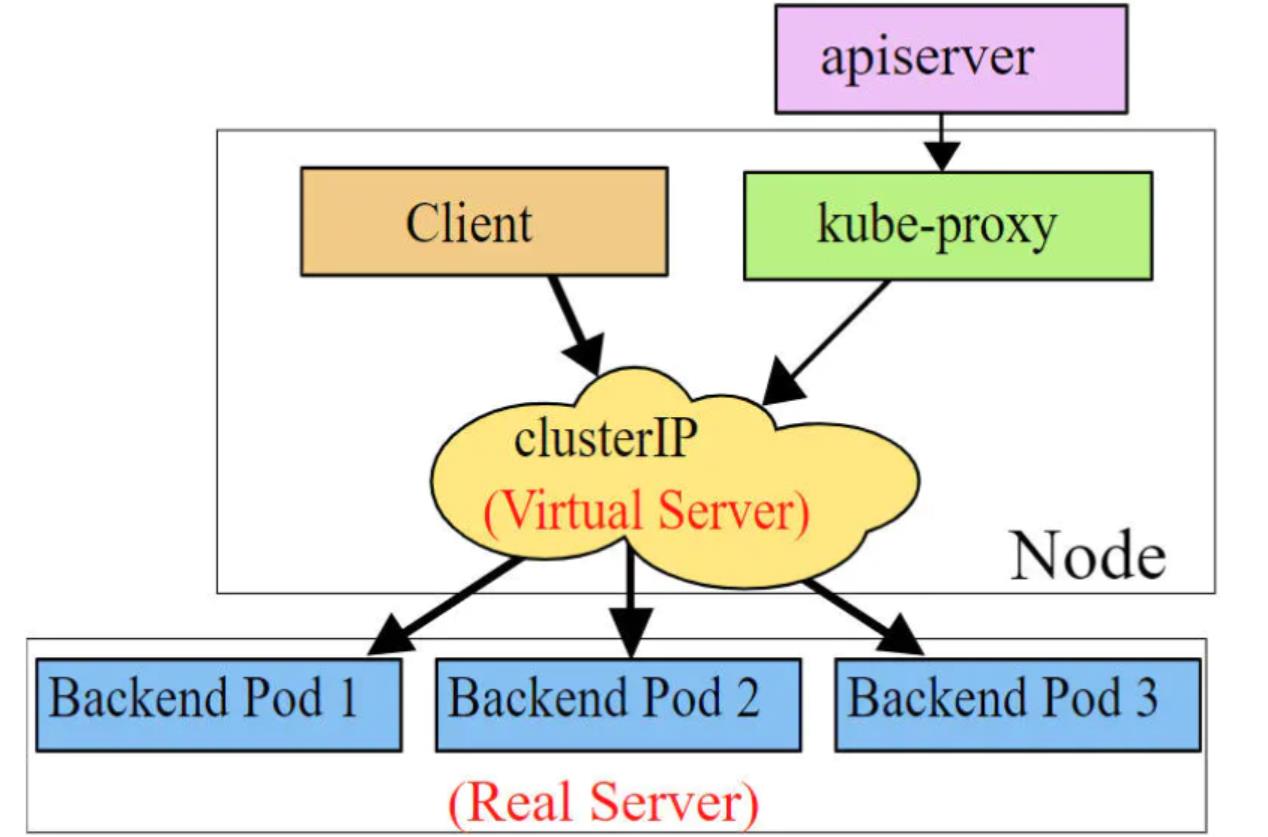 apiserver
Client
kube-proxy
clusterIP
(Virtual Server)
Node
Backend Pod 1
Backend Pod 2
Backend Pod 3
(Real Server)